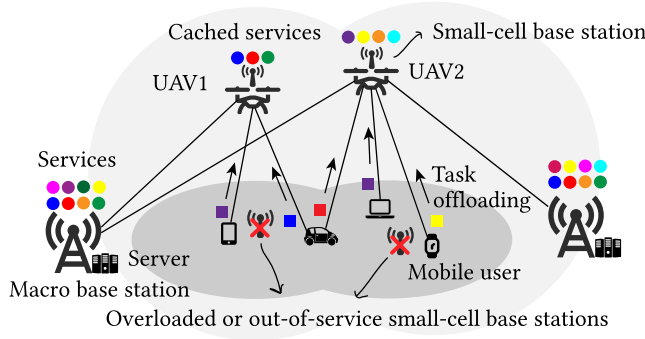 Cached services
Small-cell base station
UAV1
UAV2
Services
Task
offloading
Server
Mobile user
Macro base station
Overloaded or out-of-service small-cell base stations